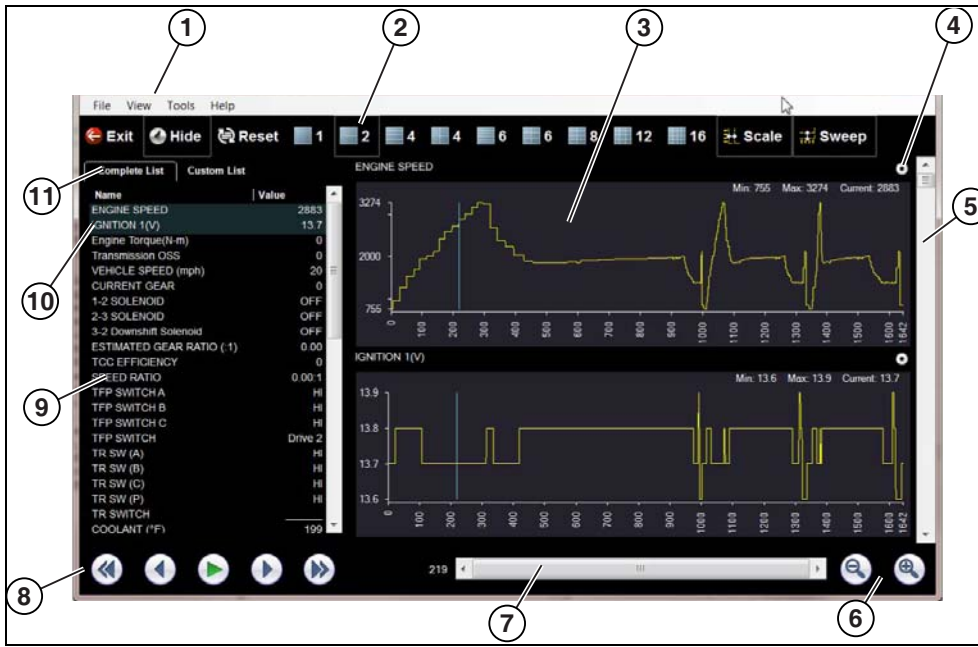 1 2 3 4
File View Tools Help
Exit Hide Reset 1 2 4 4 6 6 8 12 16 Scale Sweep
Complete List Custom List
Name Value
ENGINE SPEED 2883
IGNITION 1(V) 13.7
Engine Torque(N-m) 0
Transmission OSS 0
VEHICLE SPEED (mph) 20
CURRENT GEAR 0
1-2 SOLENOID OFF
2-3 SOLENOID OFF
3-2 Downshift Solenoid OFF
ESTIMATED GEAR RATIO (:1) 0.00
TCC EFFICIENCY 0
SPEED RATIO 0.00:1
TFP SWITCH A HI
TFP SWITCH B HI
TFP SWITCH C HI
TFP SWITCH Drive 2
TR SW (A) HI
TR SW (B) HI
TR SW (C) HI
TR SW (P) HI
TR SWITCH
COOLANT (°F) 199
ENGINE SPEED
Min: 755 Max: 3274 Current: 2883
3274
2000
755
0 100 200 300 400 500 600 700 800 900 1000 1100 1200 1300 1400 1500 1600 1642
IGNITION 1(V)
Min: 13.6 Max: 13.9 Current: 13.7
13.9
13.8
13.7
13.6
0 100 200 300 400 500 600 700 800 900 1000 1100 1200 1300 1400 1500 1600 1642
219
11
10
9
8
5
7
6